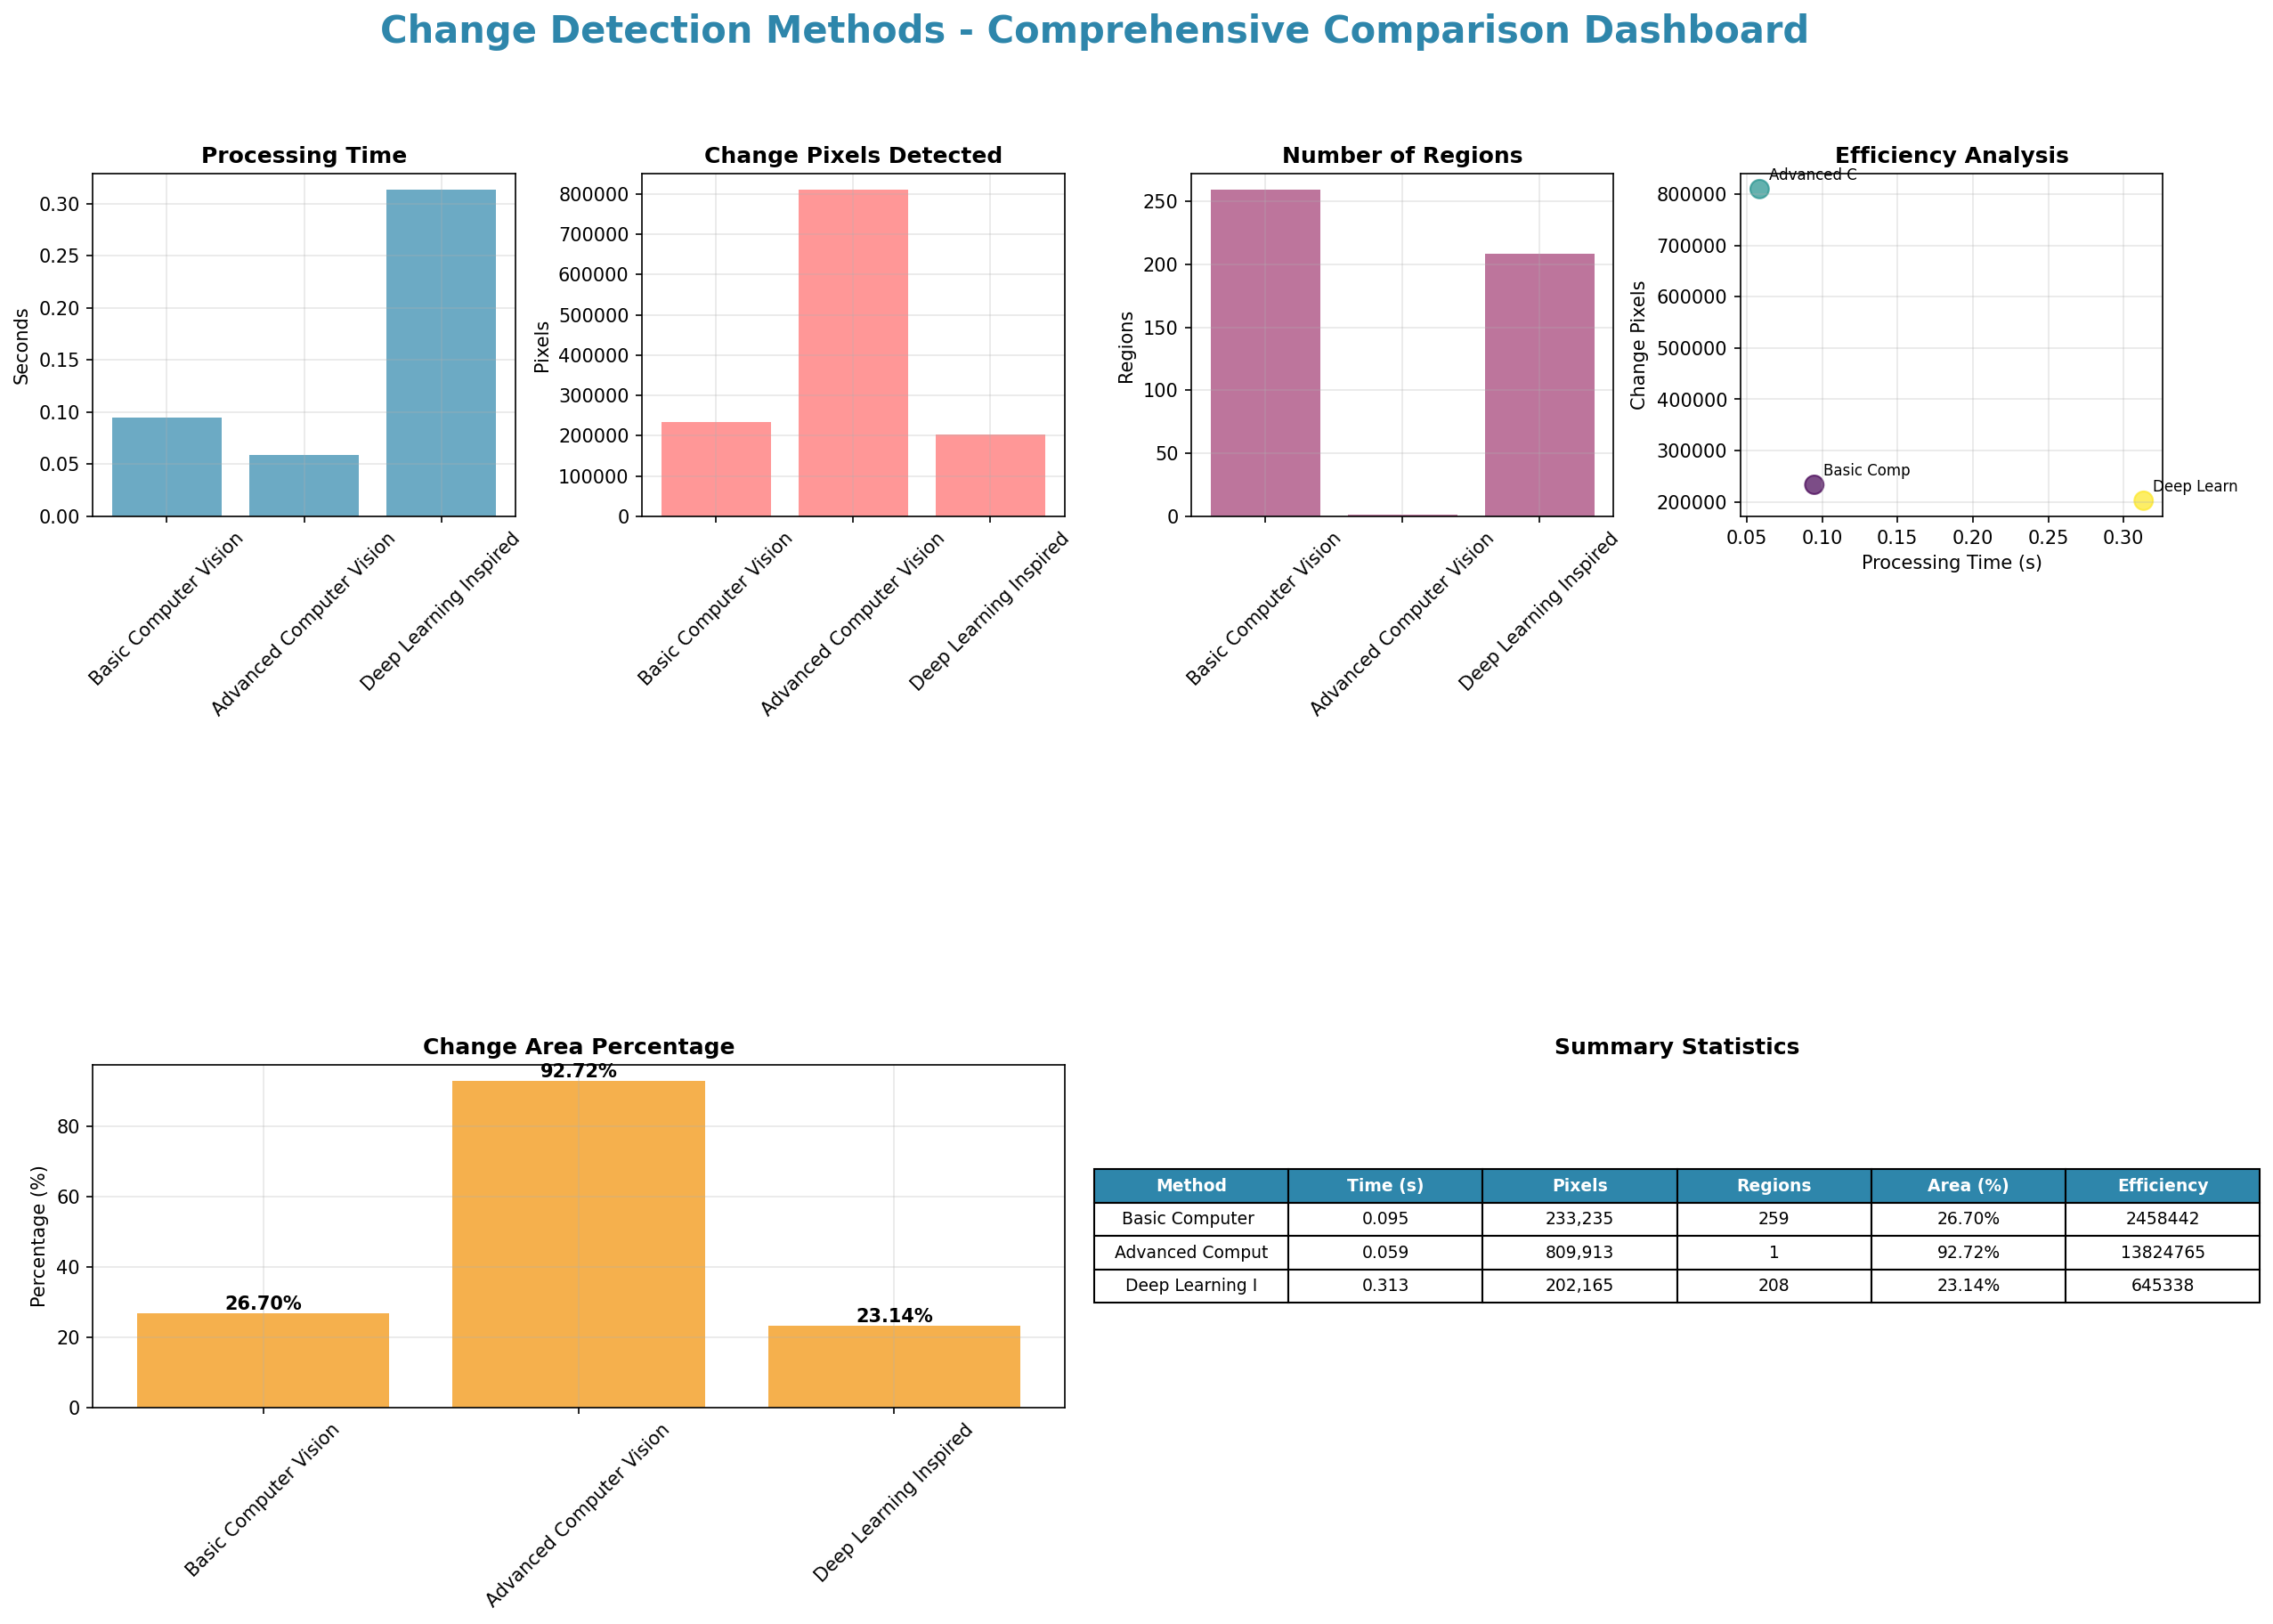 Change Detection Methods - Comprehensive Comparison Dashboard
Processing Time
Seconds
0.30
0.25
0.20
0.15
0.10
0.05
0.00
Basic Computer Vision
Advanced Computer Vision
Deep Learning Inspired
Change Pixels Detected
Pixels
800000
700000
600000
500000
400000
300000
200000
100000
0
Basic Computer Vision
Advanced Computer Vision
Deep Learning Inspired
Number of Regions
Regions
250
200
150
100
50
0
Basic Computer Vision
Advanced Computer Vision
Deep Learning Inspired
Efficiency Analysis
Change Pixels
800000
700000
600000
500000
400000
300000
200000
Advanced C
Basic Comp
Deep Learn
0.05 0.10 0.15 0.20 0.25 0.30
Processing Time (s)
Change Area Percentage
Percentage (%)
80
60
40
20
0
26.70%
92.72%
23.14%
Basic Computer Vision
Advanced Computer Vision
Deep Learning Inspired
Summary Statistics
Method Time (s) Pixels Regions Area (%) Efficiency
Basic Computer 0.095 233,235 259 26.70% 2458442
Advanced Comput 0.059 809,913 1 92.72% 13824765
Deep Learning I 0.313 202,165 208 23.14% 645338